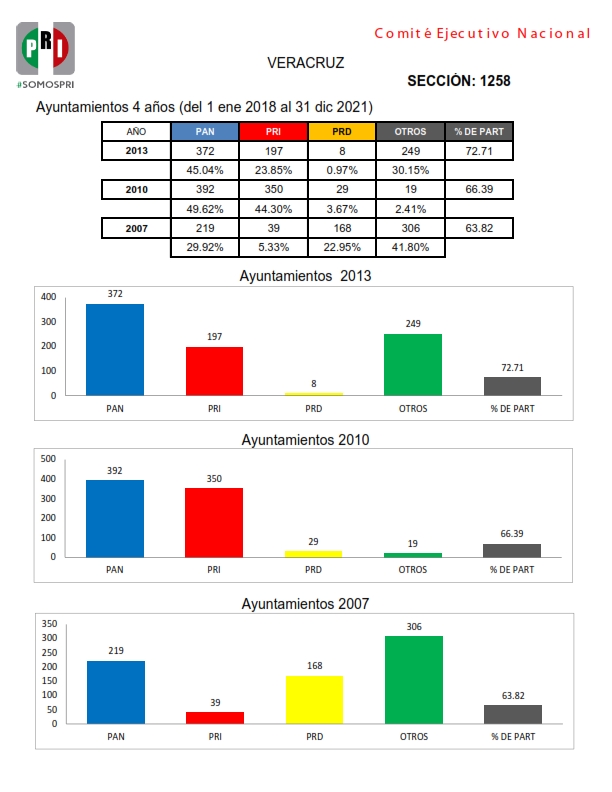 Comité Ejecutivo Nacional
PRI
#SOMOSPRI
VERACRUZ
SECCIÓN: 1258
Ayuntamientos 4 años (del 1 ene 2018 al 31 dic 2021)
AÑO PAN PRI PRD OTROS % DE PART
2013 372 197 8 249 72.71
45.04% 23.85% 0.97% 30.15%
2010 392 350 29 19 66.39
49.62% 44.30% 3.67% 2.41%
2007 219 39 168 306 63.82
29.92% 5.33% 22.95% 41.80%
Ayuntamientos 2013
400
300
200
100
0
372
197
8
249
72.71
PAN PRI PRD OTROS % DE PART
Ayuntamientos 2010
500
400
300
200
100
0
392
350
29
19
66.39
PAN PRI PRD OTROS % DE PART
Ayuntamientos 2007
350
300
250
200
150
100
50
0
219
39
168
306
63.82
PAN PRI PRD OTROS % DE PART